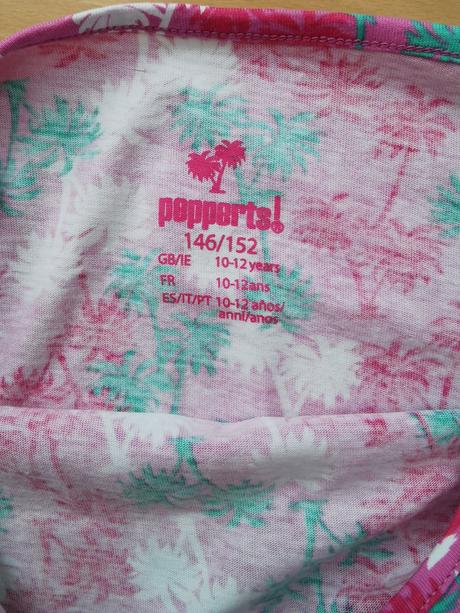 pepperts!®
146/152
GB/IE 10-12 years
FR 10-12 ans
ES/IT/PT 10-12 años/
anni/anos